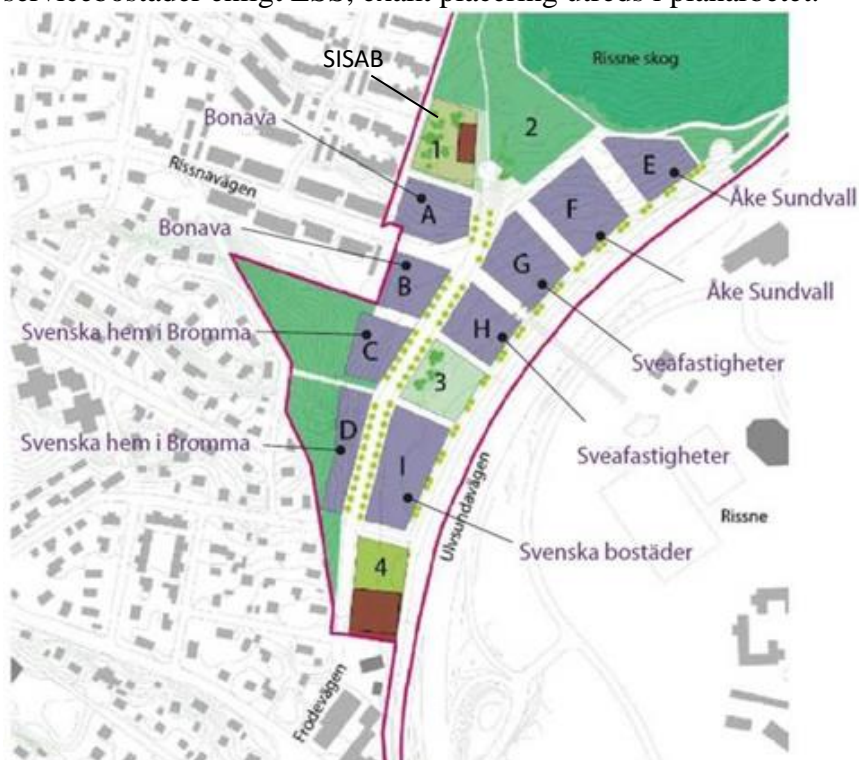 servicebostäder enligt LSS, exakt placering utreds i planarbetet.
SISAB
Rissne skog
Bonava
1
2
Rissnavägen
E
A
F
Åke Sundvall
Bonava
G
B
Åke Sundvall
Svenska hem i Bromma
H
C
Sveafastigheter
3
Svenska hem i Bromma
D
Sveafastigheter
I
Ulvsundavägen
Rissne
Svenska bostäder
4
Frodevägen